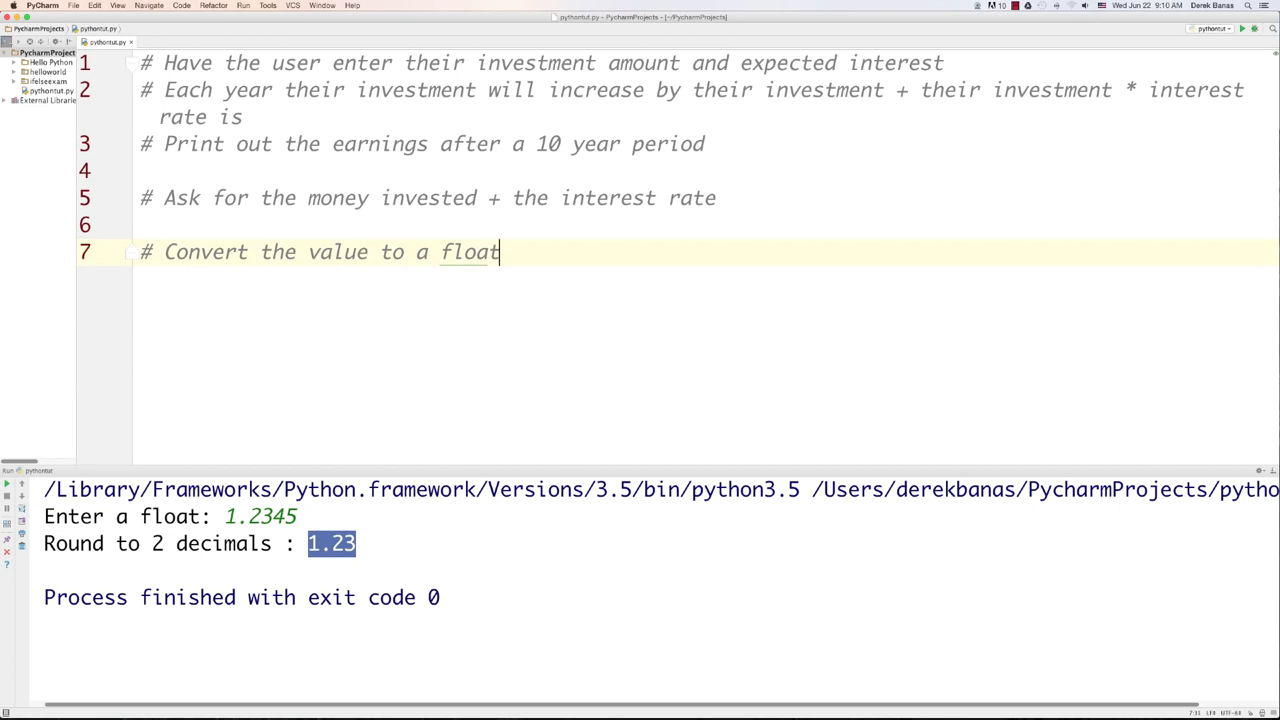 PyCharm File Edit View Navigate Code Refactor Run Tools VCS Window Help 10 Wed Jun 22 9:10 AM Derek Banas
pythontut.py - PycharmProjects - [~/PycharmProjects]
PycharmProjects pythontut.py pythontut
pythontut.py
PycharmProject
Hello Python
helloworld
ifelseexam
pythontut.py
External Librarie
1 # Have the user enter their investment amount and expected interest
2 # Each year their investment will increase by their investment + their investment * interest
rate is
3 # Print out the earnings after a 10 year period
4
5 # Ask for the money invested + the interest rate
6
7 # Convert the value to a float
Run pythontut
/Library/Frameworks/Python.framework/Versions/3.5/bin/python3.5 /Users/derekbanas/PycharmProjects/pytho
Enter a float: 1.2345
Round to 2 decimals : 1.23
Process finished with exit code 0
7:31 LF÷ UTF-8÷